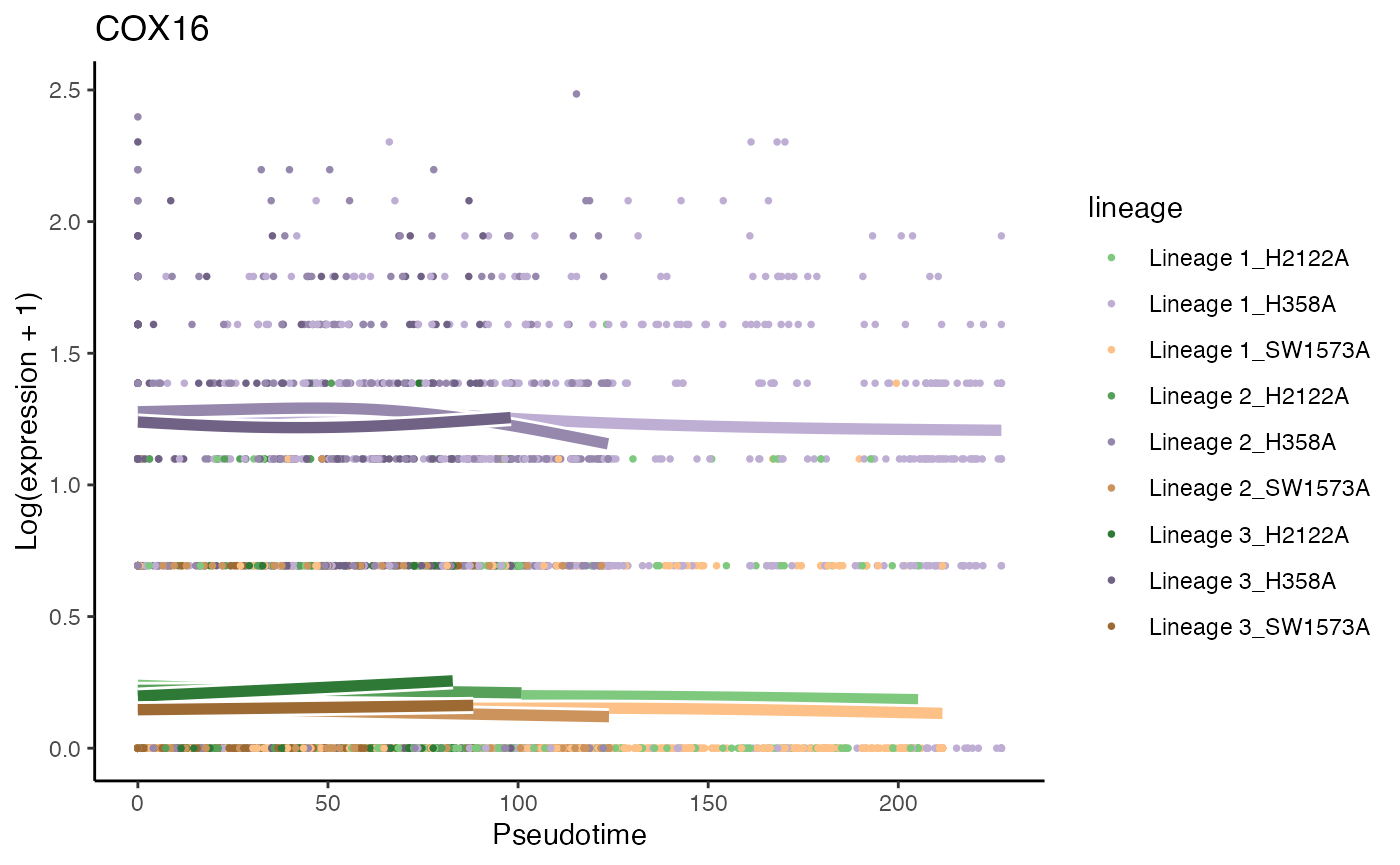 COX16
2.5
2.0
1.5
1.0
0.5
0.0
Log(expression + 1)
0 50 100 150 200
Pseudotime
lineage
Lineage 1_H2122A
Lineage 1_H358A
Lineage 1_SW1573A
Lineage 2_H2122A
Lineage 2_H358A
Lineage 2_SW1573A
Lineage 3_H2122A
Lineage 3_H358A
Lineage 3_SW1573A